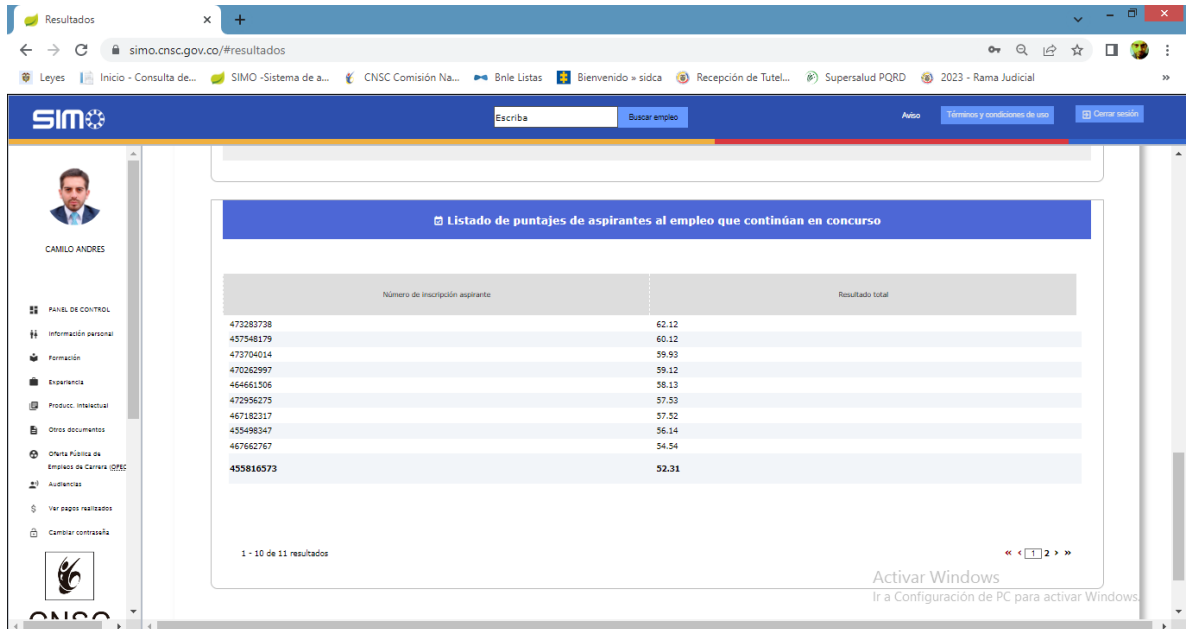 Resultados
simo.cnsc.gov.co/#resultados
Leyes Inicio - Consulta de... SIMO -Sistema de a... CNSC Comisión Na... Bnle Listas Bienvenido » sidca Recepción de Tutel... Supersalud PQRD 2023 - Rama Judicial »
SIMO Escriba Buscar empleo Aviso Términos y condiciones de uso Cerrar sesión
CAMILO ANDRES
PANEL DE CONTROL
Información personal
Formación
Experiencia
Producc. Intelectual
Otros documentos
Oferta Pública de
Empleos de Carrera (OPEC
Audiencias
$ Ver pagos realizados
Cambiar contraseña
CNSC
Listado de puntajes de aspirantes al empleo que continúan en concurso
Número de inscripción aspirante Resultado total
473283738 62.12
457548179 60.12
473704014 59.93
470262997 59.12
464661506 58.13
472956275 57.53
467182317 57.52
455498347 56.14
467662767 54.54
455816573 52.31
1 - 10 de 11 resultados « ‹ 1 2 › »
Activar Windows
Ir a Configuración de PC para activar Windows.